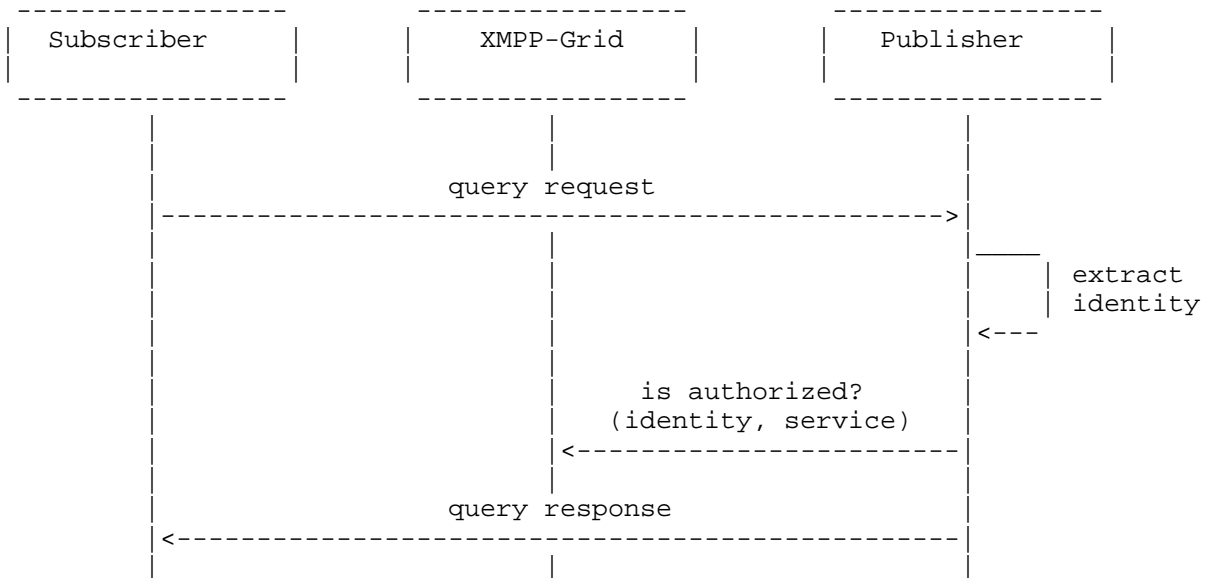 Subscriber XMPP-Grid Publisher
query request
extract
identity
is authorized?
(identity, service)
query response